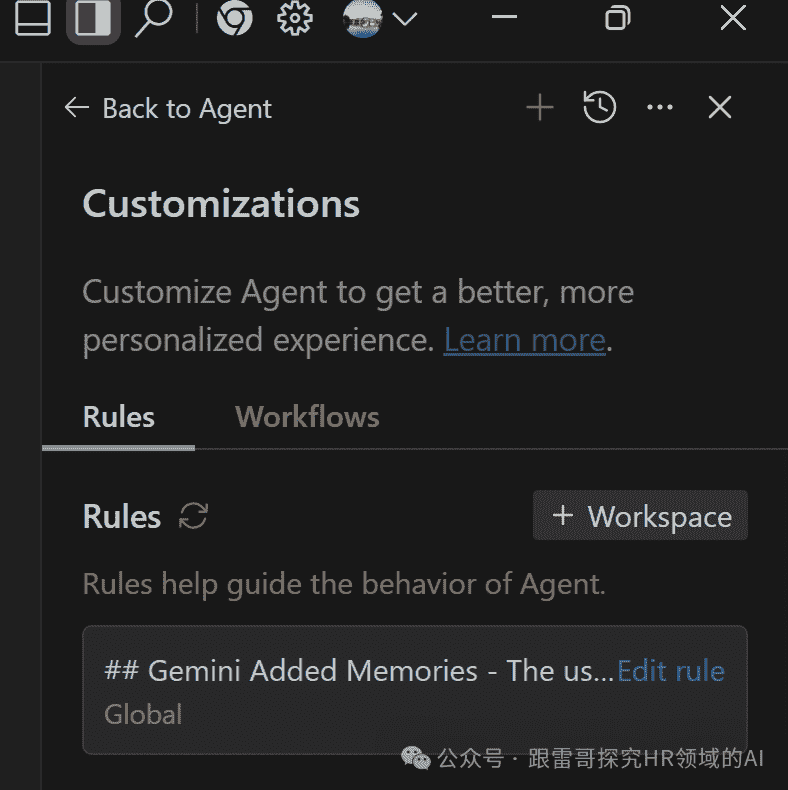 Back to Agent
Customizations
Customize Agent to get a better, more
personalized experience. Learn more.
Rules Workflows
Rules + Workspace
Rules help guide the behavior of Agent.
## Gemini Added Memories - The us...Edit rule
Global
公众号 · 跟雷哥探究HR领域的AI